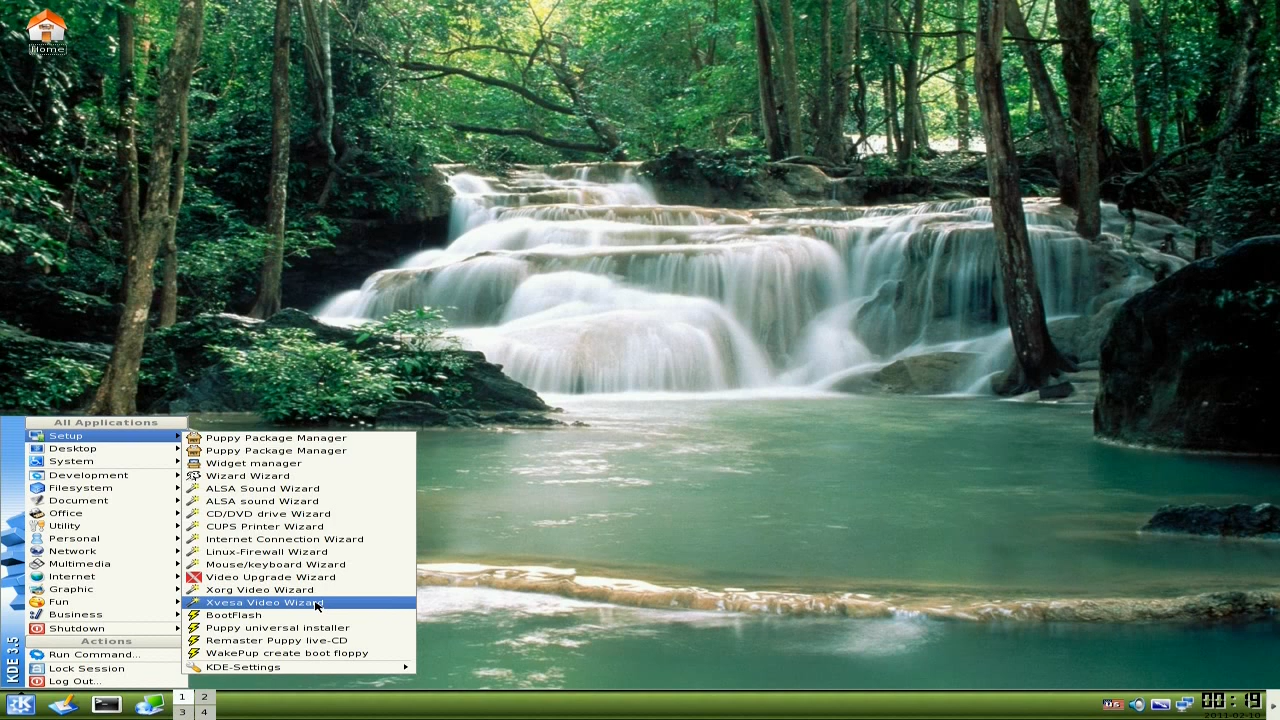 Home
All Applications
Setup
Desktop
System
Development
Filesystem
Document
Office
Utility
Personal
Network
Multimedia
Internet
Graphic
Fun
Business
Shutdown
Actions
Run Command...
Lock Session
Log Out...
KDE 3.5
Puppy Package Manager
Puppy Package Manager
Widget manager
Wizard Wizard
ALSA Sound Wizard
ALSA sound Wizard
CD/DVD drive Wizard
CUPS Printer Wizard
Internet Connection Wizard
Linux-Firewall Wizard
Mouse/keyboard Wizard
Video Upgrade Wizard
Xorg Video Wizard
Xvesa Video Wizard
BootFlash
Puppy universal installer
Remaster Puppy live-CD
WakePup create boot floppy
KDE-Settings
1 2
3 4
us
00:19
2011-02-10